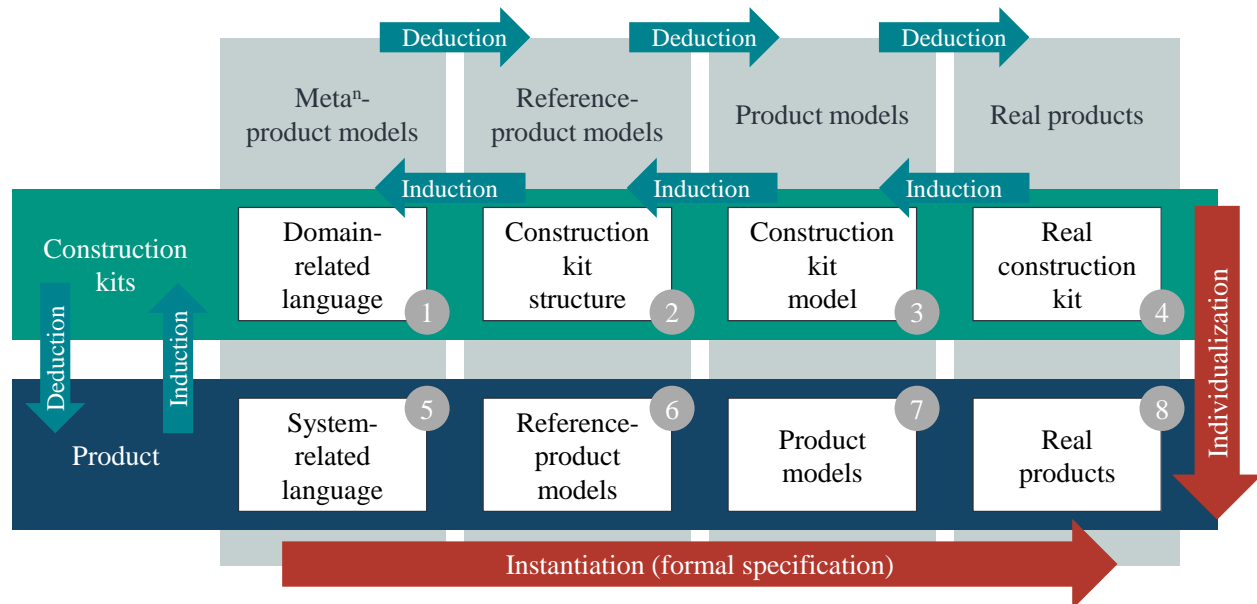 Deduction
Deduction
Deduction
Metaⁿ-
product models
Reference-
product models
Product models
Real products
Induction
Induction
Induction
Construction
kits
Domain-
related
language
1
Construction
kit
structure
2
Construction
kit
model
3
Real
construction
kit
4
Deduction
Induction
Individualization
Product
System-
related
language
5
Reference-
product
models
6
Product
models
7
Real
products
8
Instantiation (formal specification)